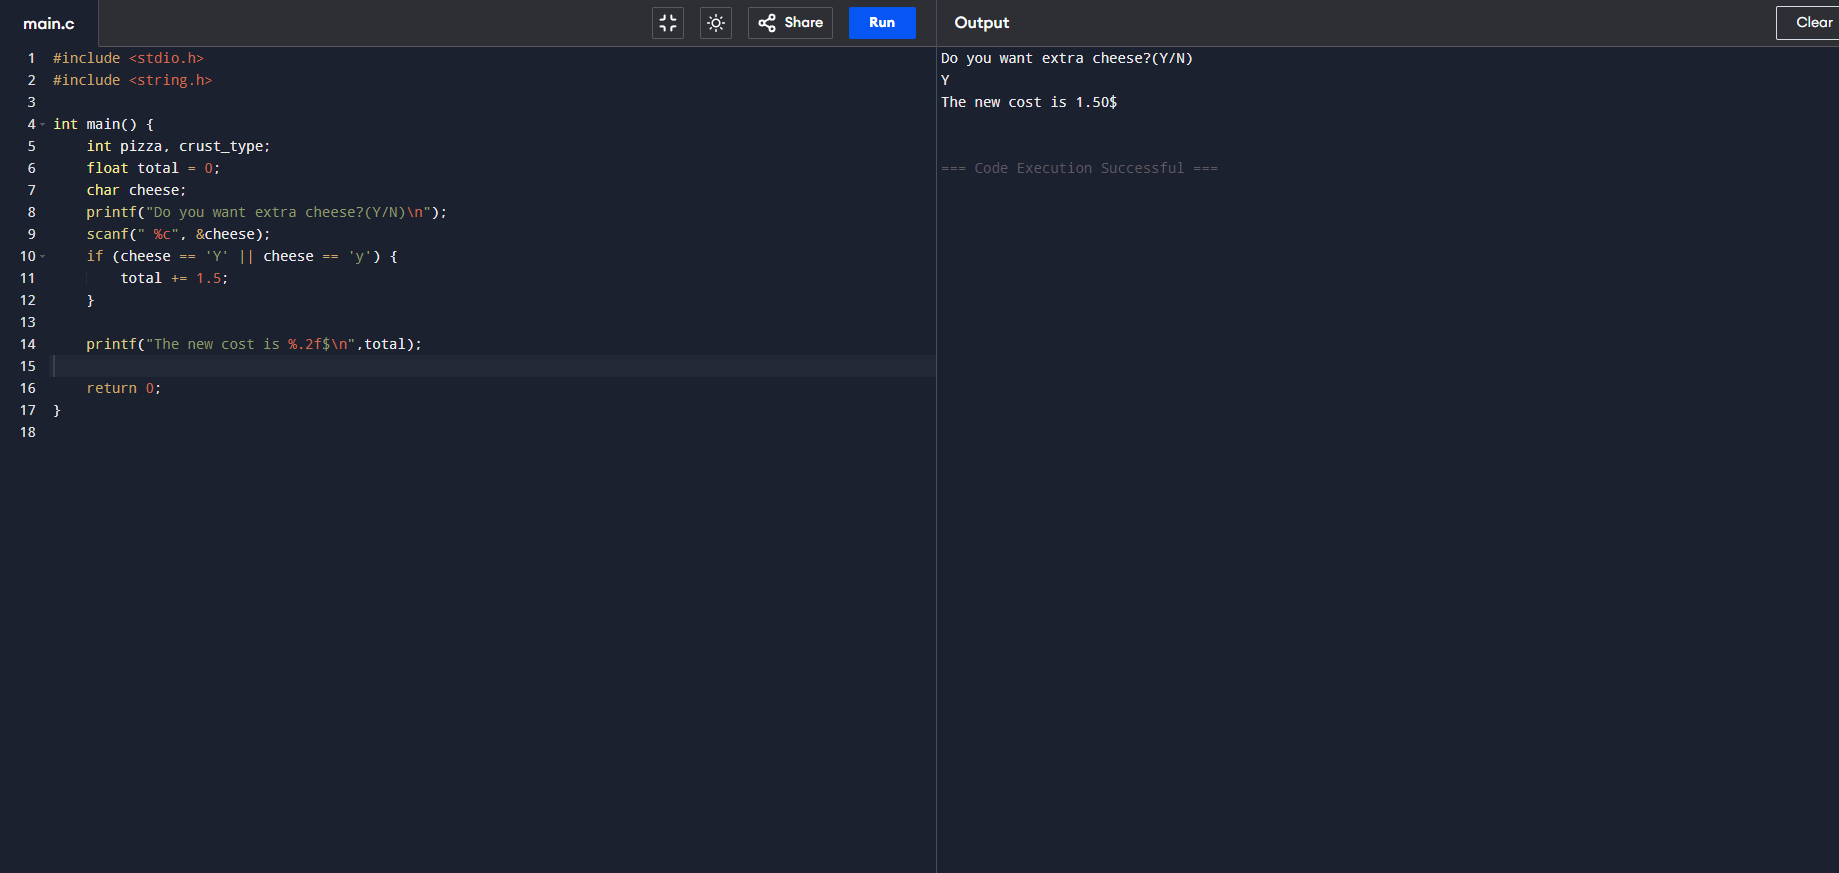 main.c
Share
Run
Output
Clear
1 #include <stdio.h>
2 #include <string.h>
3
4 int main() {
5     int pizza, crust_type;
6     float total = 0;
7     char cheese;
8     printf("Do you want extra cheese?(Y/N)\n");
9     scanf(" %c", &cheese);
10     if (cheese == 'Y' || cheese == 'y') {
11         total += 1.5;
12     }
13
14     printf("The new cost is %.2f$\n",total);
15
16     return 0;
17 }
18
Do you want extra cheese?(Y/N)
Y
The new cost is 1.50$
=== Code Execution Successful ===